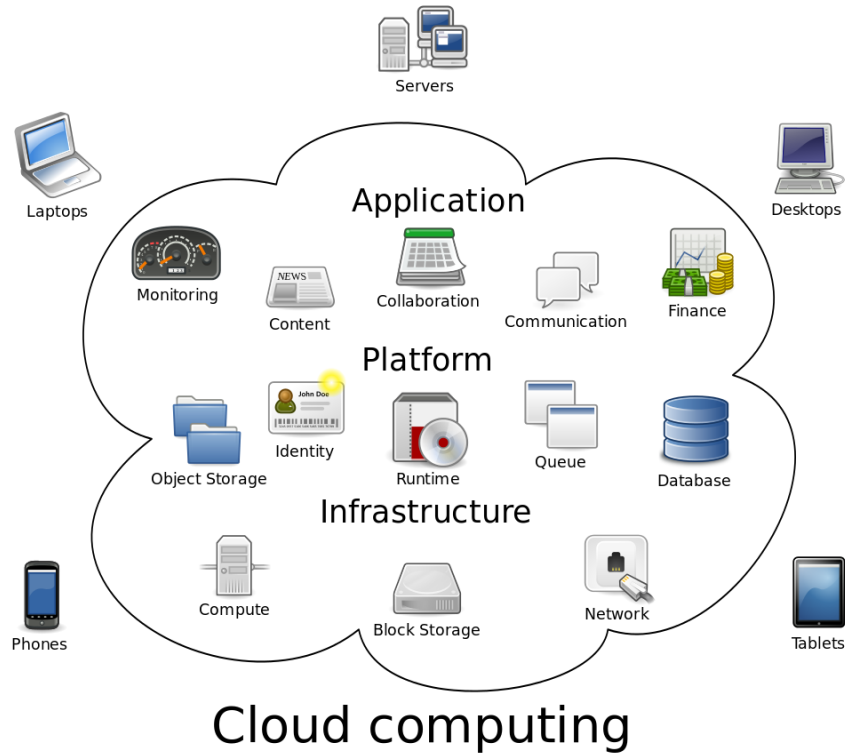 Servers
Laptops
Desktops
Application
Monitoring
NEWS
Content
Collaboration
Communication
Finance
Platform
Object Storage
John Doe
Identity
Runtime
Queue
Database
Infrastructure
Compute
Block Storage
Network
Phones
Tablets
Cloud computing